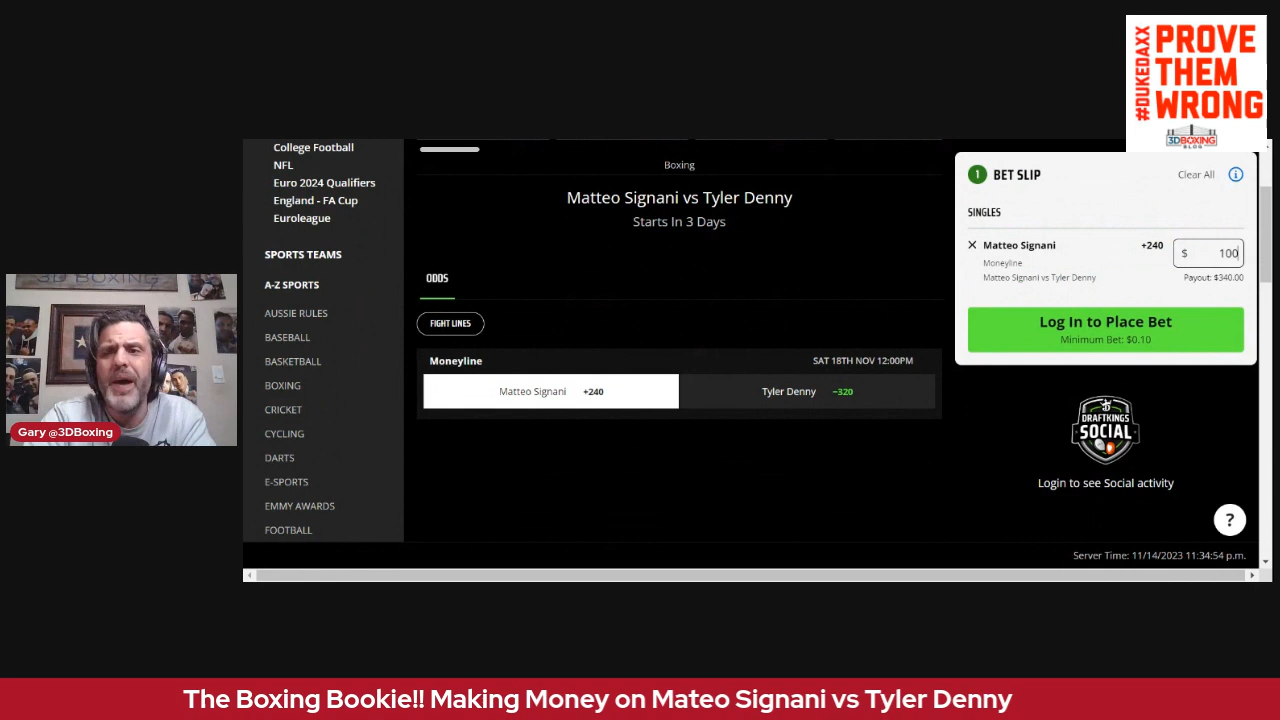 #DUKEDAXX
PROVE
THEM
WRONG
3DBOXING
BLOG
College Football
NFL
Euro 2024 Qualifiers
England - FA Cup
Euroleague
SPORTS TEAMS
A-Z SPORTS
AUSSIE RULES
BASEBALL
BASKETBALL
BOXING
CRICKET
CYCLING
DARTS
E-SPORTS
EMMY AWARDS
FOOTBALL
Boxing
Matteo Signani vs Tyler Denny
Starts In 3 Days
ODDS
FIGHT LINES
Moneyline SAT 18TH NOV 12:00PM
Matteo Signani +240 Tyler Denny −320
1 BET SLIP Clear All i
SINGLES
× Matteo Signani +240 $ 100
Moneyline
Matteo Signani vs Tyler Denny Payout: $340.00
Log In to Place Bet
Minimum Bet: $0.10
DRAFTKINGS
SOCIAL
Login to see Social activity
?
Server Time: 11/14/2023 11:34:54 p.m.
3D BOXING
Gary @3DBoxing
The Boxing Bookie!! Making Money on Mateo Signani vs Tyler Denny